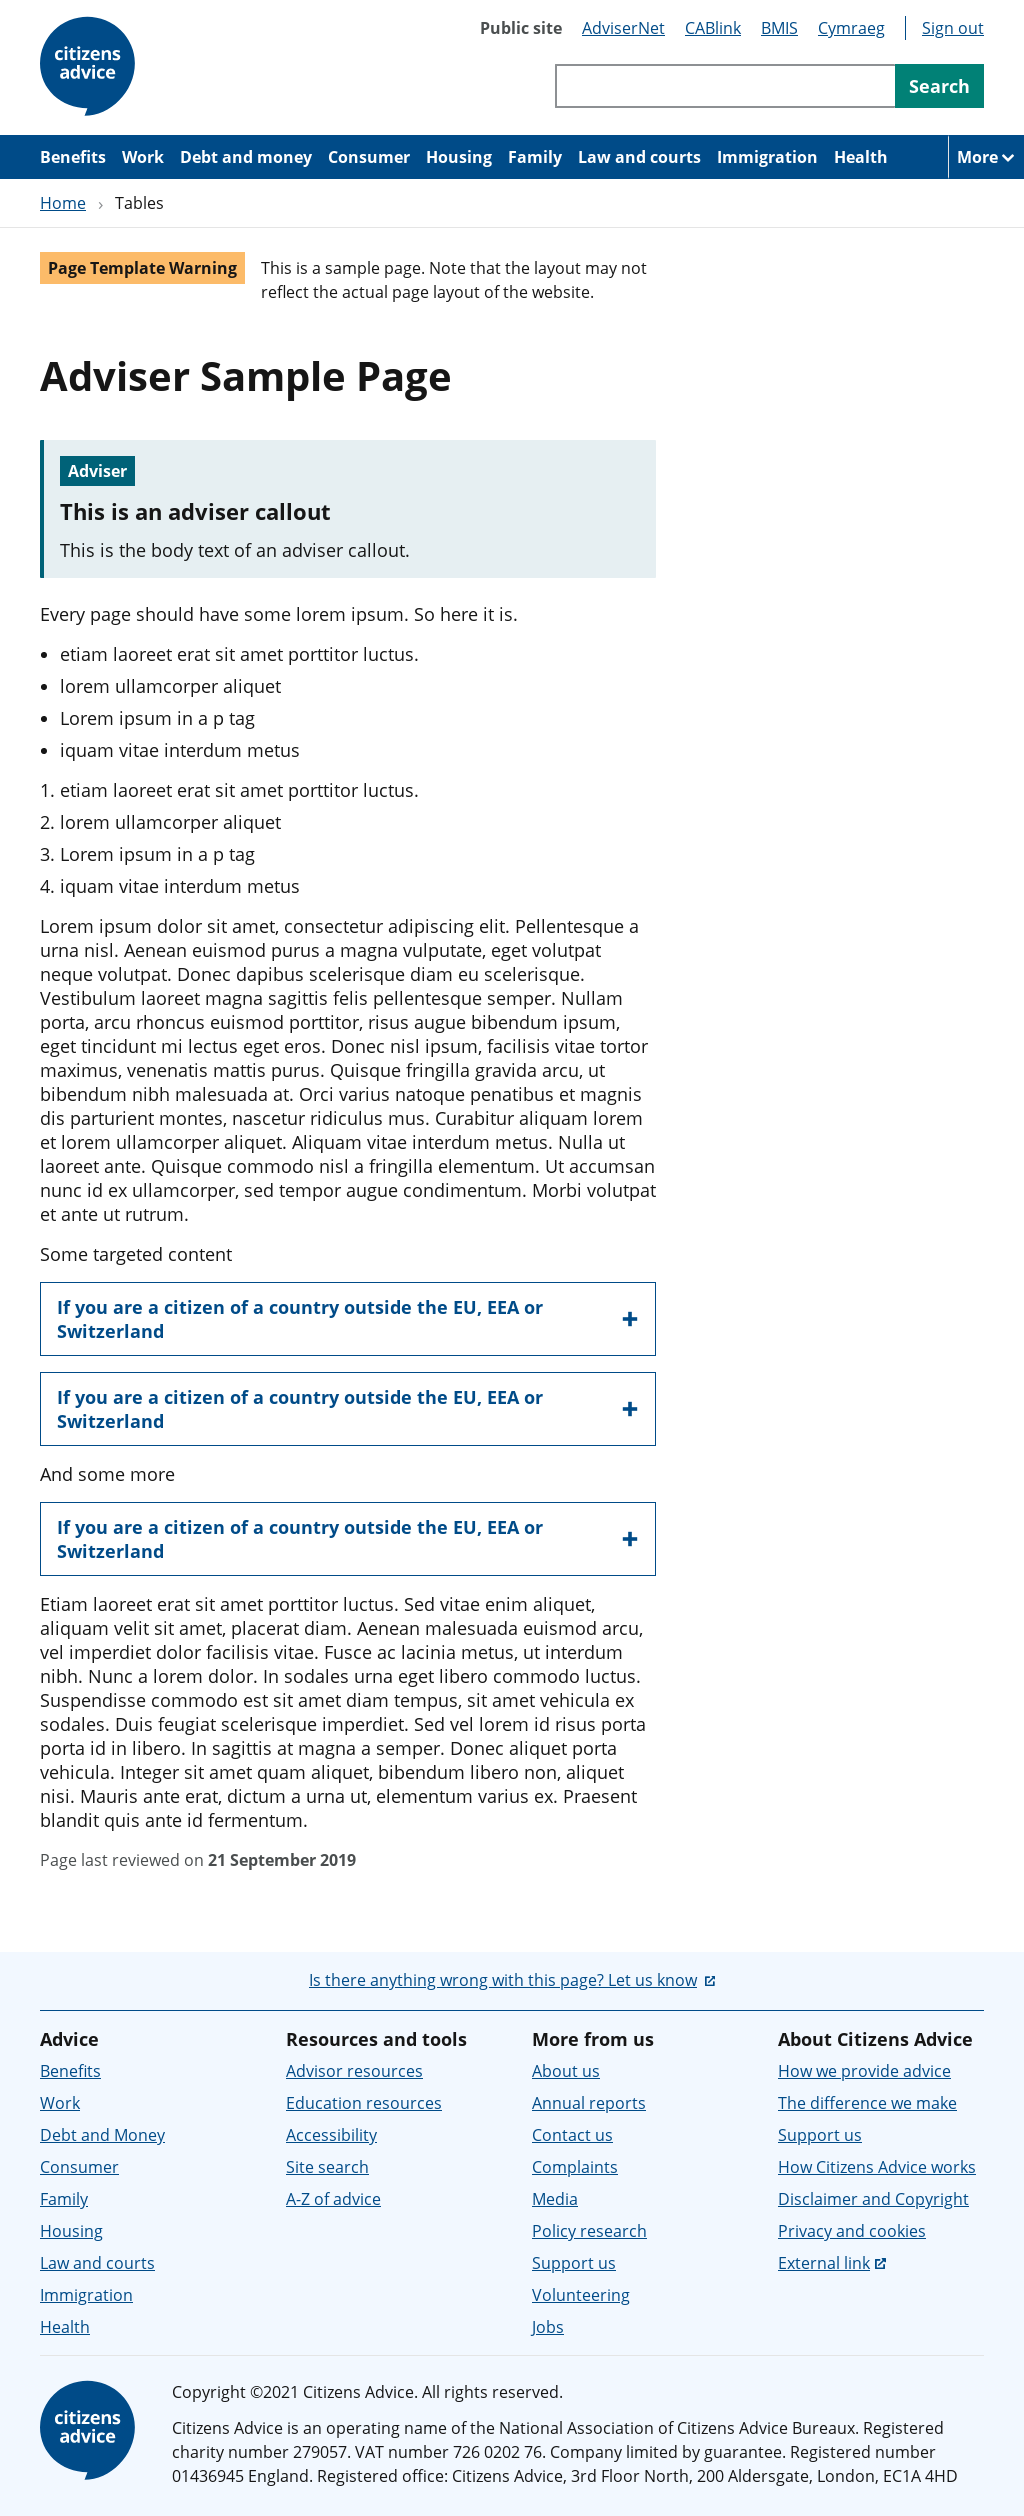 citizens
advice
Public site AdviserNet CABlink BMIS Cymraeg Sign out
Search
Benefits Work Debt and money Consumer Housing Family Law and courts Immigration Health More
Home › Tables
Page Template Warning This is a sample page. Note that the layout may not
reflect the actual page layout of the website.
Adviser Sample Page
Adviser
This is an adviser callout
This is the body text of an adviser callout.
Every page should have some lorem ipsum. So here it is.
• etiam laoreet erat sit amet porttitor luctus.
• lorem ullamcorper aliquet
• Lorem ipsum in a p tag
• iquam vitae interdum metus
1. etiam laoreet erat sit amet porttitor luctus.
2. lorem ullamcorper aliquet
3. Lorem ipsum in a p tag
4. iquam vitae interdum metus
Lorem ipsum dolor sit amet, consectetur adipiscing elit. Pellentesque a
urna nisl. Aenean euismod purus a magna vulputate, eget volutpat
neque volutpat. Donec dapibus scelerisque diam eu scelerisque.
Vestibulum laoreet magna sagittis felis pellentesque semper. Nullam
porta, arcu rhoncus euismod porttitor, risus augue bibendum ipsum,
eget tincidunt mi lectus eget eros. Donec nisl ipsum, facilisis vitae tortor
maximus, venenatis mattis purus. Quisque fringilla gravida arcu, ut
bibendum nibh malesuada at. Orci varius natoque penatibus et magnis
dis parturient montes, nascetur ridiculus mus. Curabitur aliquam lorem
et lorem ullamcorper aliquet. Aliquam vitae interdum metus. Nulla ut
laoreet ante. Quisque commodo nisl a fringilla elementum. Ut accumsan
nunc id ex ullamcorper, sed tempor augue condimentum. Morbi volutpat
et ante ut rutrum.
Some targeted content
If you are a citizen of a country outside the EU, EEA or
Switzerland
If you are a citizen of a country outside the EU, EEA or
Switzerland
And some more
If you are a citizen of a country outside the EU, EEA or
Switzerland
Etiam laoreet erat sit amet porttitor luctus. Sed vitae enim aliquet,
aliquam velit sit amet, placerat diam. Aenean malesuada euismod arcu,
vel imperdiet dolor facilisis vitae. Fusce ac lacinia metus, ut interdum
nibh. Nunc a lorem dolor. In sodales urna eget libero commodo luctus.
Suspendisse commodo est sit amet diam tempus, sit amet vehicula ex
sodales. Duis feugiat scelerisque imperdiet. Sed vel lorem id risus porta
porta id in libero. In sagittis at magna a semper. Donec aliquet porta
vehicula. Integer sit amet quam aliquet, bibendum libero non, aliquet
nisi. Mauris ante erat, dictum a urna ut, elementum varius ex. Praesent
blandit quis ante id fermentum.
Page last reviewed on 21 September 2019
Is there anything wrong with this page? Let us know
Advice
Benefits
Work
Debt and Money
Consumer
Family
Housing
Law and courts
Immigration
Health
Resources and tools
Advisor resources
Education resources
Accessibility
Site search
A-Z of advice
More from us
About us
Annual reports
Contact us
Complaints
Media
Policy research
Support us
Volunteering
Jobs
About Citizens Advice
How we provide advice
The difference we make
Support us
How Citizens Advice works
Disclaimer and Copyright
Privacy and cookies
External link
citizens
advice
Copyright ©2021 Citizens Advice. All rights reserved.
Citizens Advice is an operating name of the National Association of Citizens Advice Bureaux. Registered
charity number 279057. VAT number 726 0202 76. Company limited by guarantee. Registered number
01436945 England. Registered office: Citizens Advice, 3rd Floor North, 200 Aldersgate, London, EC1A 4HD